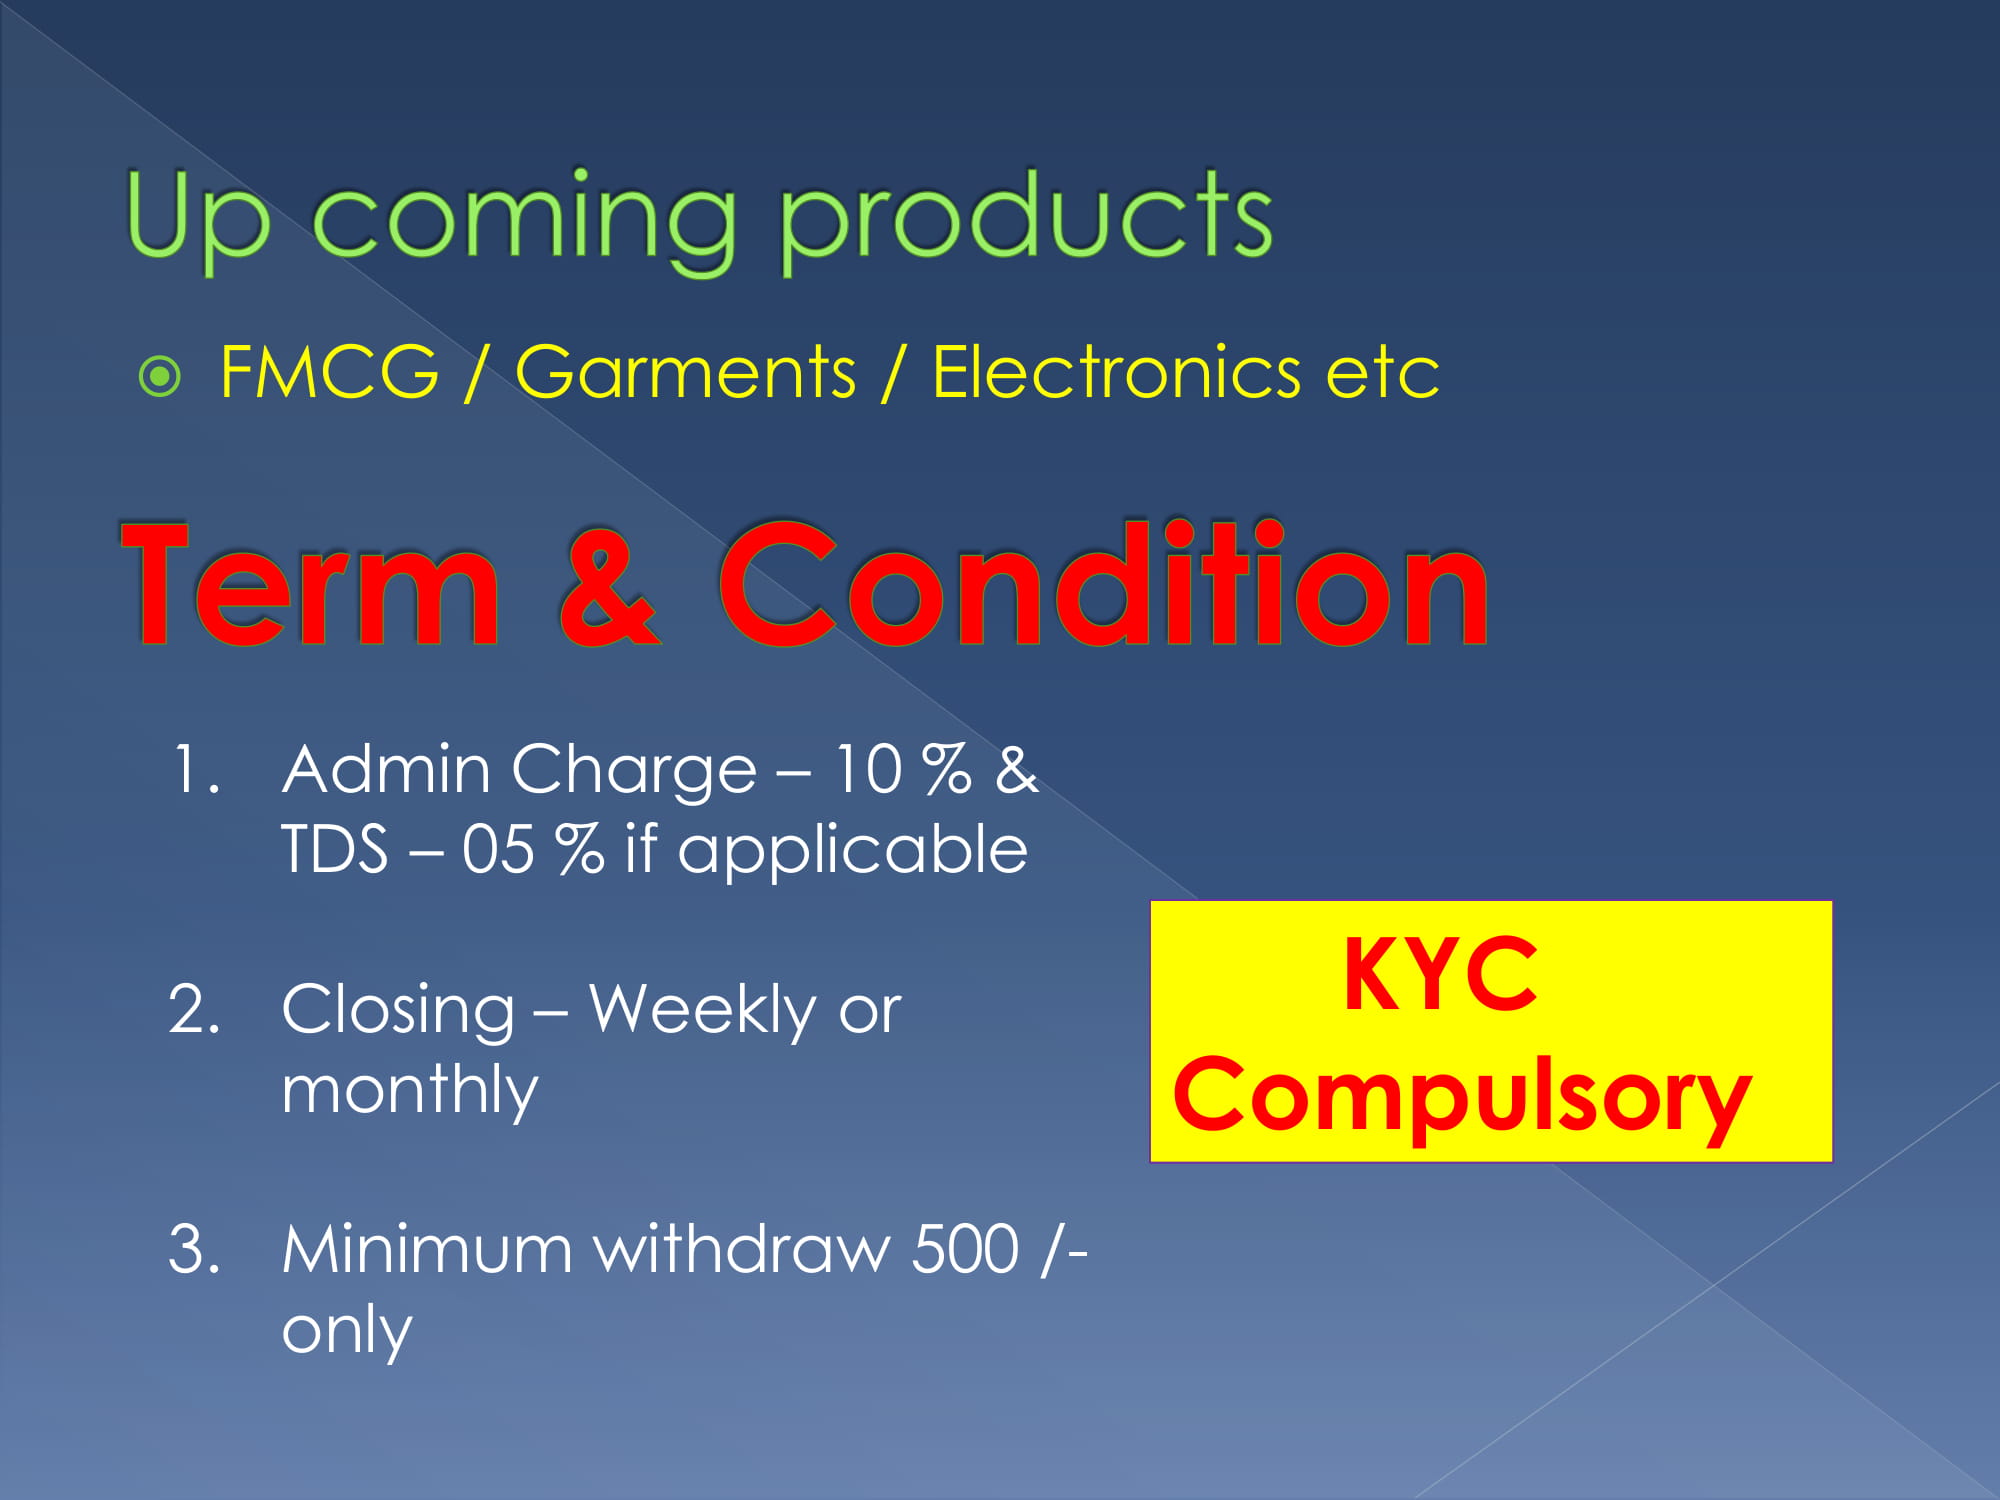 Up coming products
FMCG / Garments / Electronics etc
Term & Condition
1. Admin Charge – 10 % &
TDS – 05 % if applicable
2. Closing – Weekly or
monthly
3. Minimum withdraw 500 /-
only
KYC
Compulsory